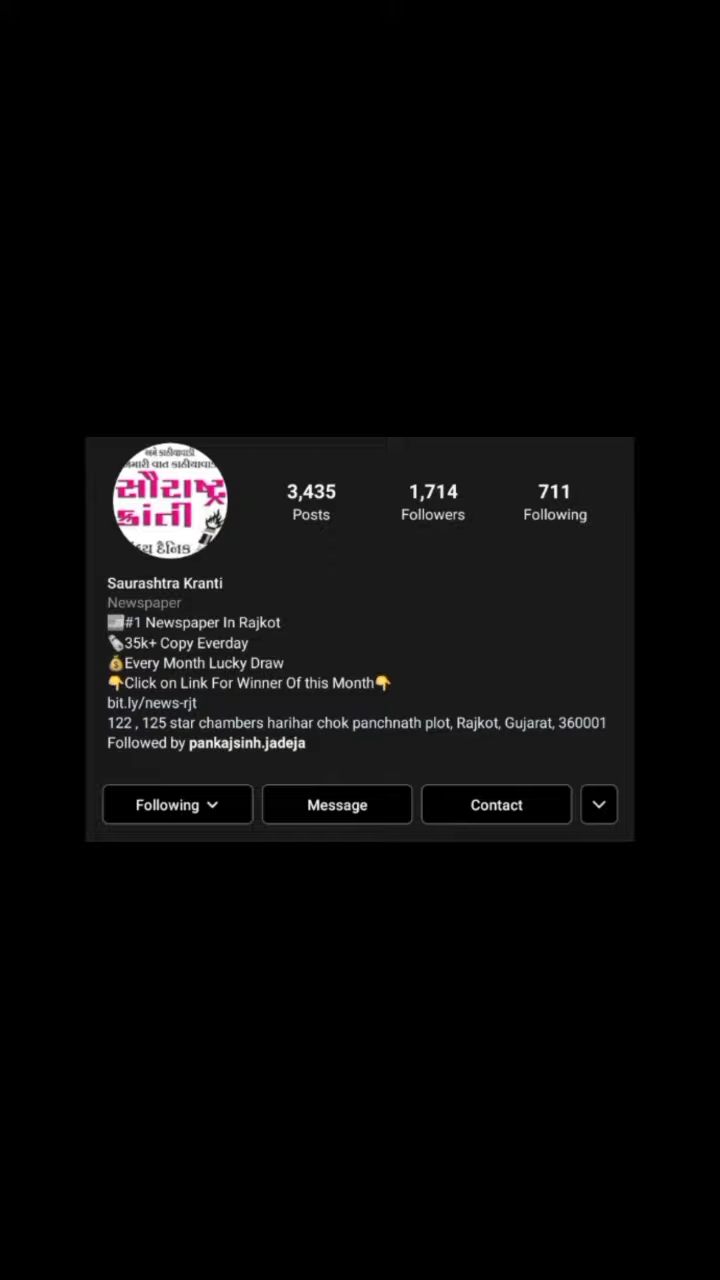 અમે કાઠીયાવાડી
અમારી વાત કાઠીયાવાડી
સૌરાષ્ટ્ર
ક્રાંતી
દૈનિક
3,435
Posts
1,714
Followers
711
Following
Saurashtra Kranti
Newspaper
📰#1 Newspaper In Rajkot
🗞️35k+ Copy Everday
💰Every Month Lucky Draw
👇Click on Link For Winner Of this Month👇
bit.ly/news-rjt
122 , 125 star chambers harihar chok panchnath plot, Rajkot, Gujarat, 360001
Followed by pankajsinh.jadeja
Following
Message
Contact